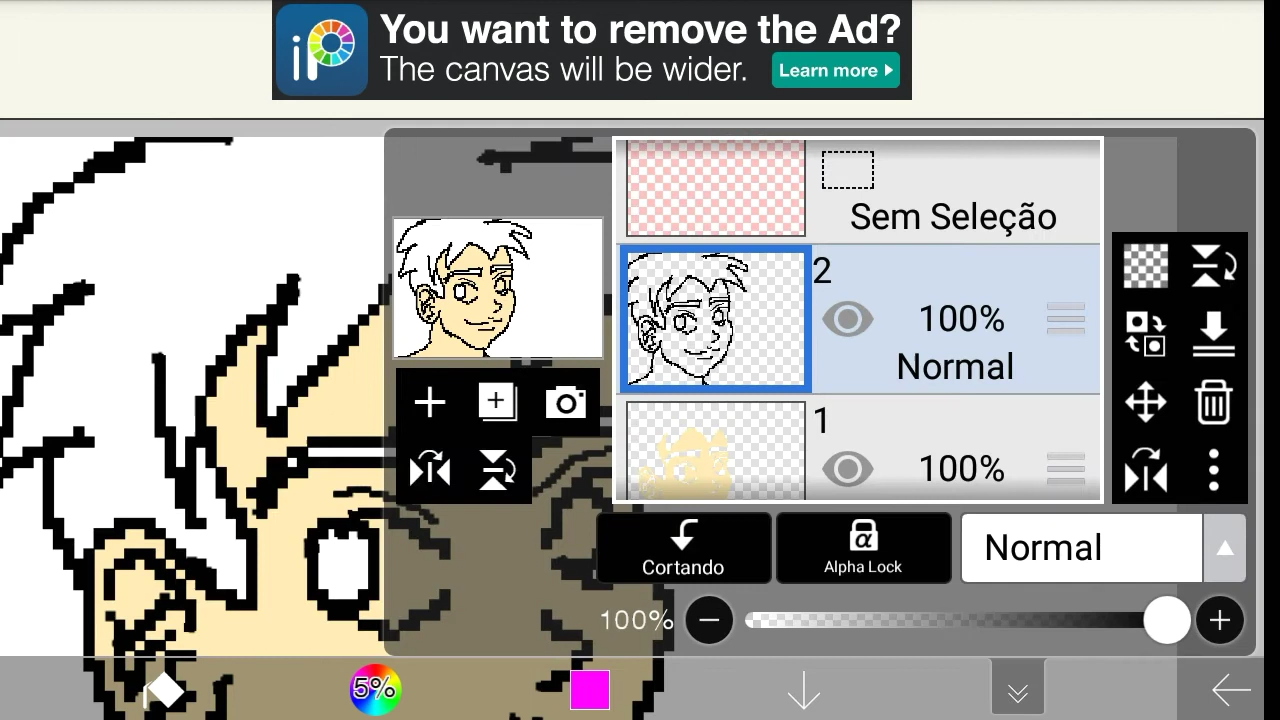 iP
You want to remove the Ad?
The canvas will be wider.
Learn more
Sem Seleção
2
100%
Normal
1
100%
Cortando
α
Alpha Lock
Normal
100%
5%